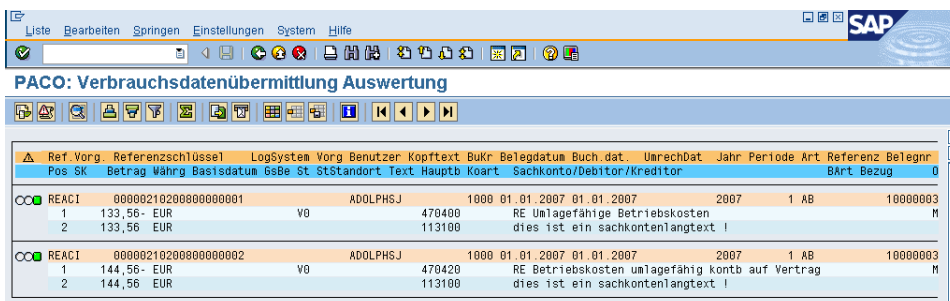 Liste Bearbeiten Springen Einstellungen System Hilfe
SAP
PACO: Verbrauchsdatenübermittlung Auswertung
Ref.Vorg. Referenzschlüssel LogSystem Vorg Benutzer Kopftext BuKr Belegdatum Buch.dat. UmrechDat Jahr Periode Art Referenz Belegnr
Pos SK Betrag Währg Basisdatum GsBe St StStandort Text Hauptb Koart Sachkonto/Debitor/Kreditor BArt Bezug O
REACI 000002102008000000001 ADOLPHSJ 1000 01.01.2007 01.01.2007 2007 1 AB 10000003
1 133,56- EUR V0 470400 RE Umlagefähige Betriebskosten M
2 133,56 EUR 113100 dies ist ein sachkontenlangtext !
REACI 000002102008000000002 ADOLPHSJ 1000 01.01.2007 01.01.2007 2007 1 AB 10000003
1 144,56- EUR V0 470420 RE Betriebskosten umlagefähig kontb auf Vertrag M
2 144,56 EUR 113100 dies ist ein sachkontenlangtext !